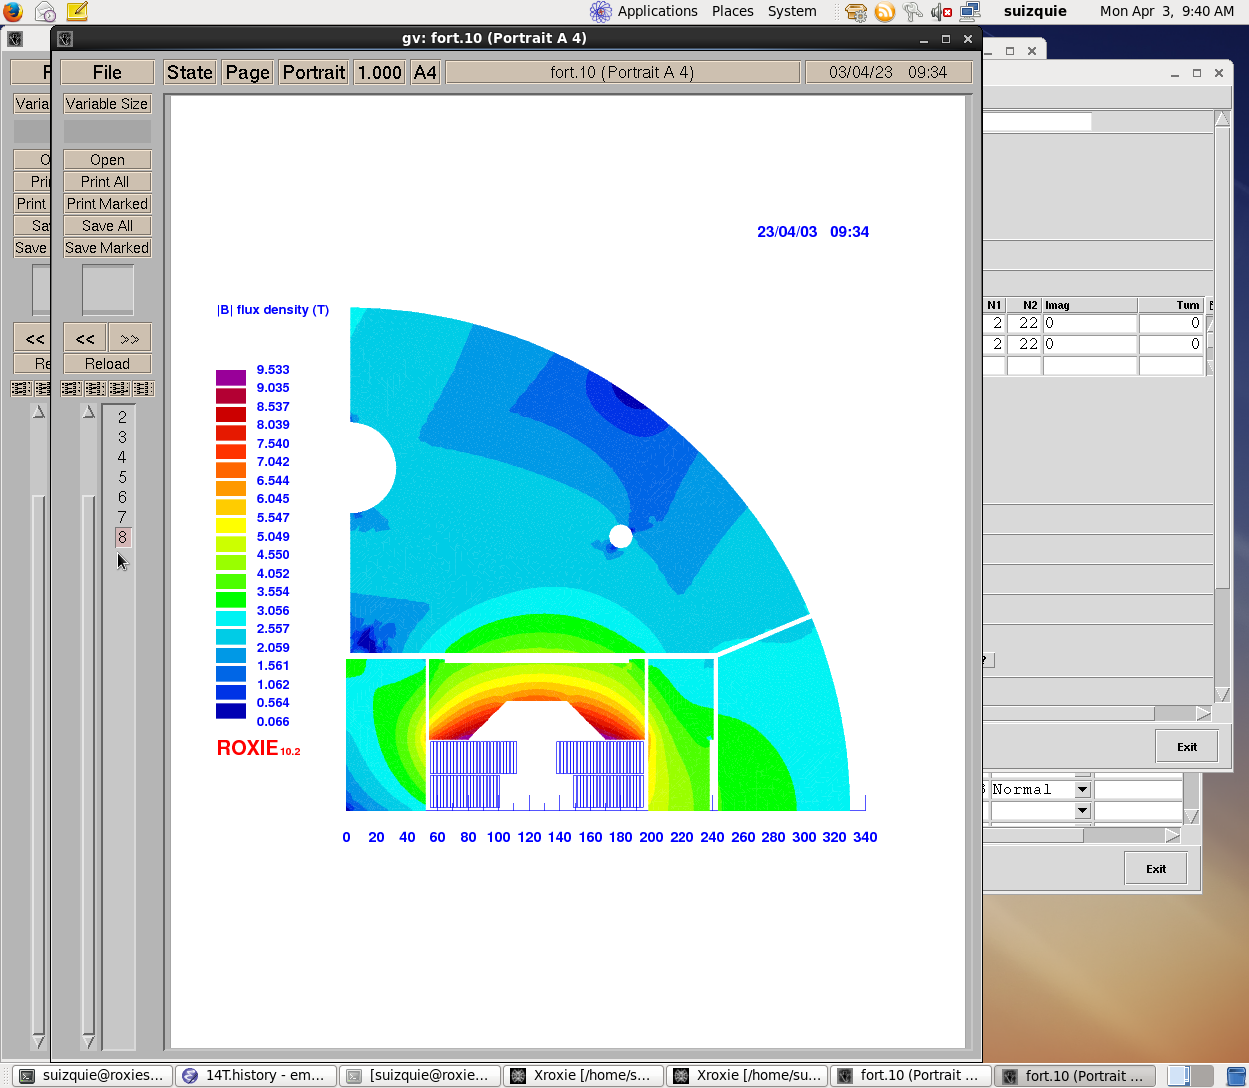 Applications Places System suizquie Mon Apr 3, 9:40 AM
gv: fort.10 (Portrait A 4)
File State Page Portrait 1.000 A4 fort.10 (Portrait A 4) 03/04/23 09:34
Variable Size
Open
Print All
Print Marked
Save All
Save Marked
<< >>
Reload
2
3
4
5
6
7
8
23/04/03 09:34
|B| flux density (T)
9.533
9.035
8.537
8.039
7.540
7.042
6.544
6.045
5.547
5.049
4.550
4.052
3.554
3.056
2.557
2.059
1.561
1.062
0.564
0.066
ROXIE 10.2
0 20 40 60 80 100 120 140 160 180 200 220 240 260 280 300 320 340
N1 N2 Imag Turn
2 22 0 0
2 22 0 0
?
Exit
Normal
Exit
suizquie@roxies... 14T.history - em... [suizquie@roxie... Xroxie [/home/s... Xroxie [/home/su... fort.10 (Portrait ... fort.10 (Portrait ...